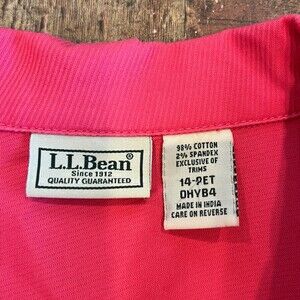 L.L.Bean®
Since 1912
QUALITY GUARANTEED
98% COTTON
2% SPANDEX
EXCLUSIVE OF
TRIMS
14-PET
0HYB4
MADE IN INDIA
CARE ON REVERSE